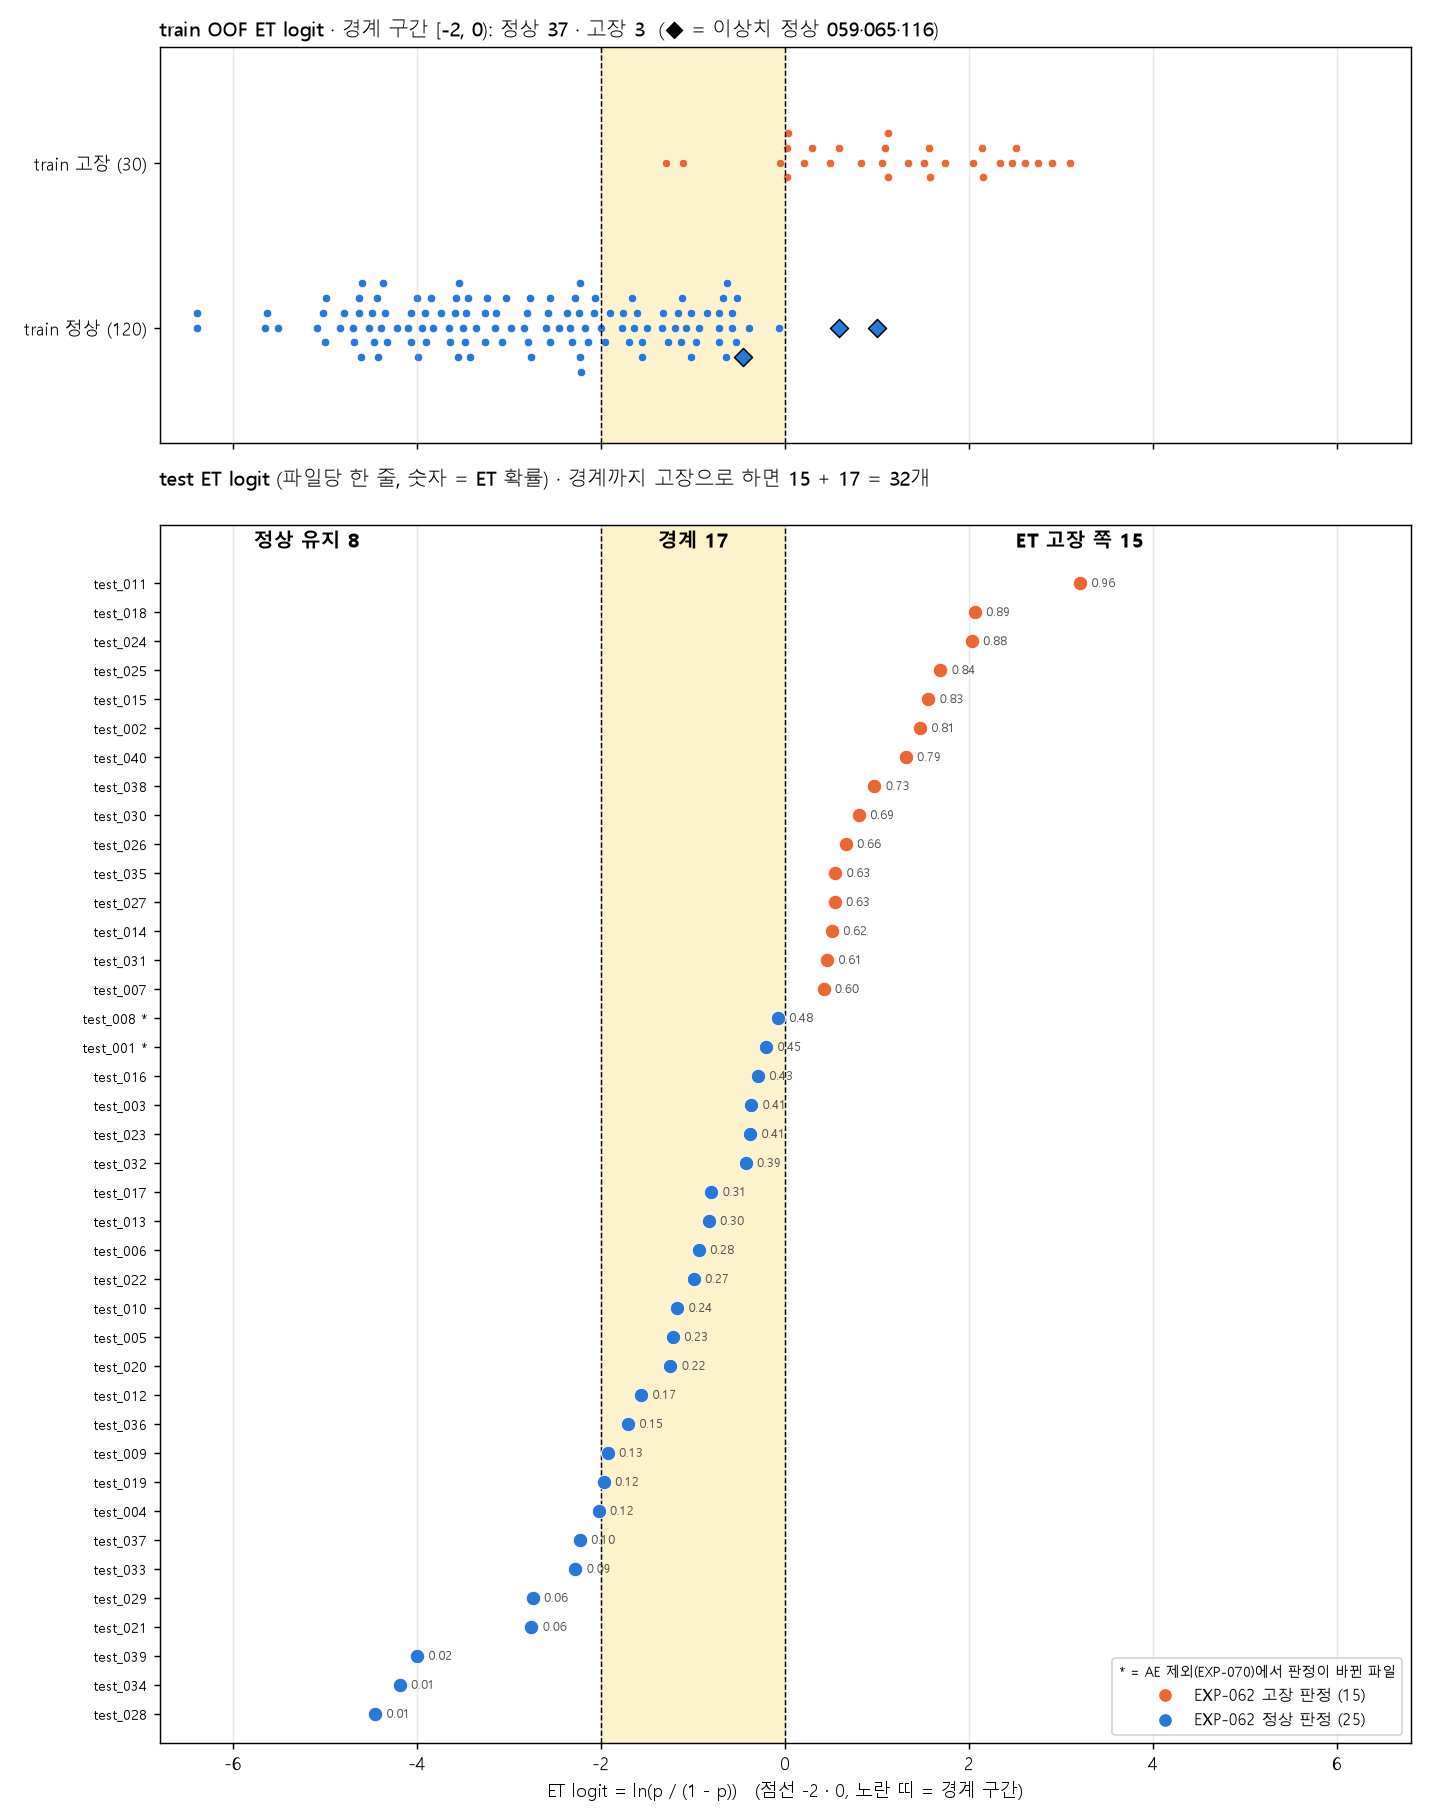 train OOF ET logit · 경계 구간 [-2, 0): 정상 37 · 고장 3 (◆ = 이상치 정상 059·065·116)
train 고장 (30)
train 정상 (120)
test ET logit (파일당 한 줄, 숫자 = ET 확률) · 경계까지 고장으로 하면 15 + 17 = 32개
정상 유지 8 경계 17 ET 고장 쪽 15
test_011 0.96
test_018 0.89
test_024 0.88
test_025 0.84
test_015 0.83
test_002 0.81
test_040 0.79
test_038 0.73
test_030 0.69
test_026 0.66
test_035 0.63
test_027 0.63
test_014 0.62
test_031 0.61
test_007 0.60
test_008 * 0.48
test_001 * 0.45
test_016 0.43
test_003 0.41
test_023 0.41
test_032 0.39
test_017 0.31
test_013 0.30
test_006 0.28
test_022 0.27
test_010 0.24
test_005 0.23
test_020 0.22
test_012 0.17
test_036 0.15
test_009 0.13
test_019 0.12
test_004 0.12
test_037 0.10
test_033 0.09
test_029 0.06
test_021 0.06
test_039 0.02
test_034 0.01
test_028 0.01
* = AE 제외(EXP-070)에서 판정이 바뀐 파일
EXP-062 고장 판정 (15)
EXP-062 정상 판정 (25)
-6 -4 -2 0 2 4 6
ET logit = ln(p / (1 - p)) (점선 -2 · 0, 노란 띠 = 경계 구간)